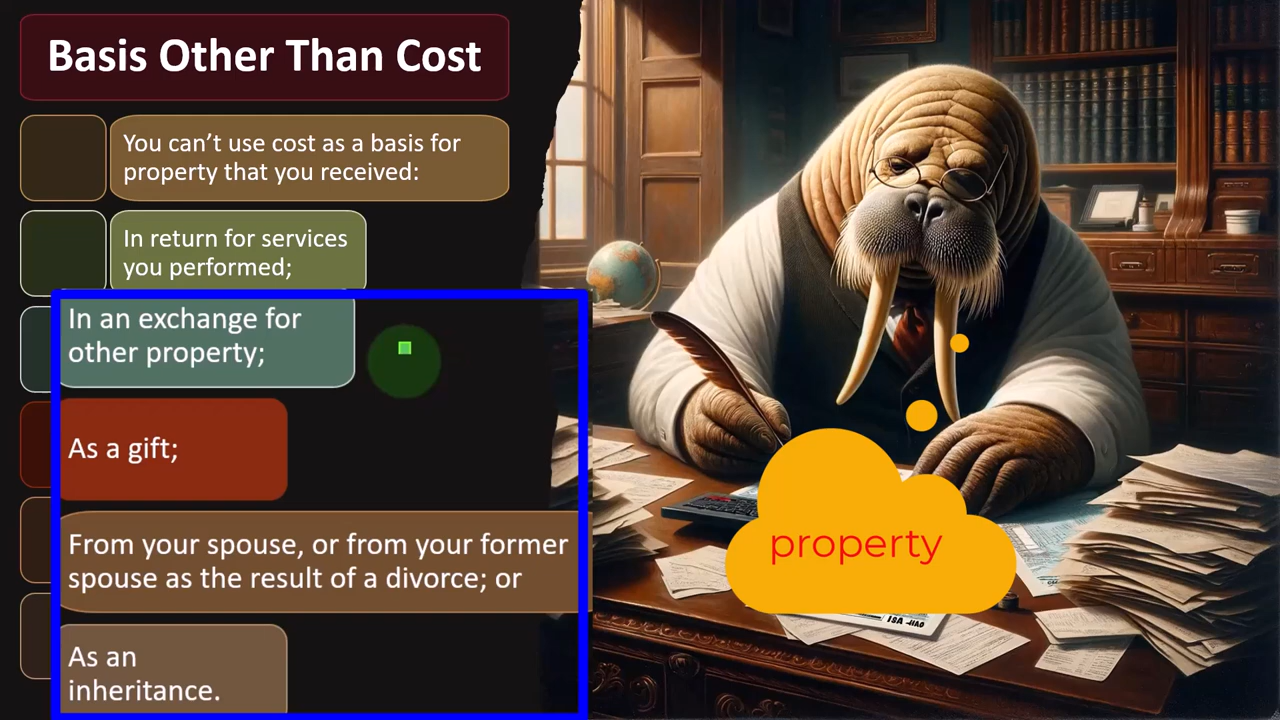 Basis Other Than Cost
You can’t use cost as a basis for
property that you received:
In return for services
you performed;
In an exchange for
other property;
As a gift;
From your spouse, or from your former
spouse as the result of a divorce; or
As an
inheritance.
property